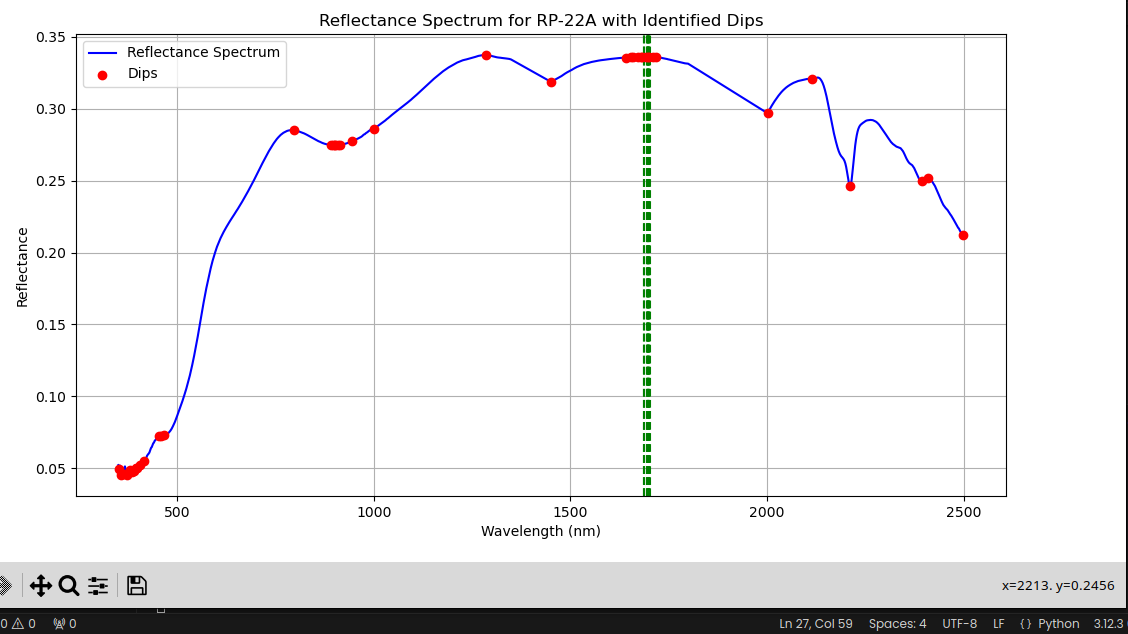 Reflectance Spectrum for RP-22A with Identified Dips
Reflectance Spectrum
Dips
0.35
0.30
0.25
0.20
0.15
0.10
0.05
Reflectance
500
1000
1500
2000
2500
Wavelength (nm)
x=2213. y=0.2456
0 0 0 Ln 27, Col 59 Spaces: 4 UTF-8 LF {} Python 3.12.3